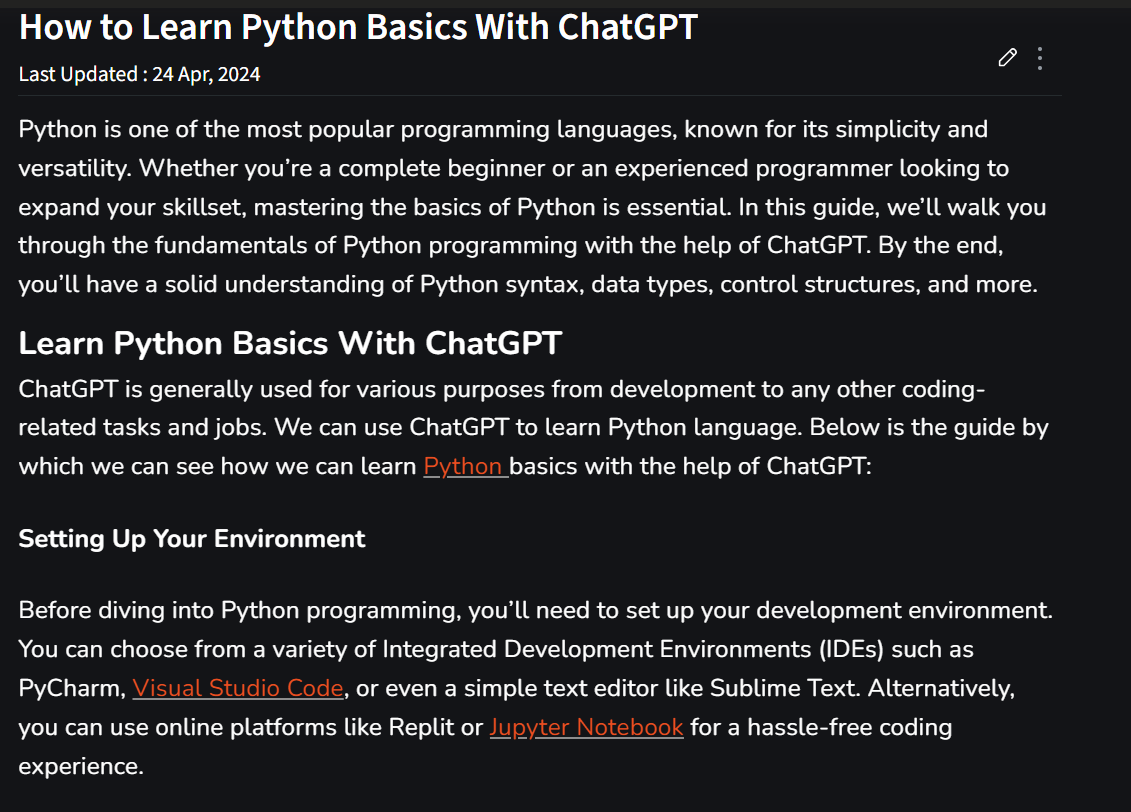 How to Learn Python Basics With ChatGPT
Last Updated : 24 Apr, 2024
Python is one of the most popular programming languages, known for its simplicity and
versatility. Whether you’re a complete beginner or an experienced programmer looking to
expand your skillset, mastering the basics of Python is essential. In this guide, we’ll walk you
through the fundamentals of Python programming with the help of ChatGPT. By the end,
you’ll have a solid understanding of Python syntax, data types, control structures, and more.
Learn Python Basics With ChatGPT
ChatGPT is generally used for various purposes from development to any other coding-
related tasks and jobs. We can use ChatGPT to learn Python language. Below is the guide by
which we can see how we can learn Python basics with the help of ChatGPT:
Setting Up Your Environment
Before diving into Python programming, you’ll need to set up your development environment.
You can choose from a variety of Integrated Development Environments (IDEs) such as
PyCharm, Visual Studio Code, or even a simple text editor like Sublime Text. Alternatively,
you can use online platforms like Replit or Jupyter Notebook for a hassle-free coding
experience.